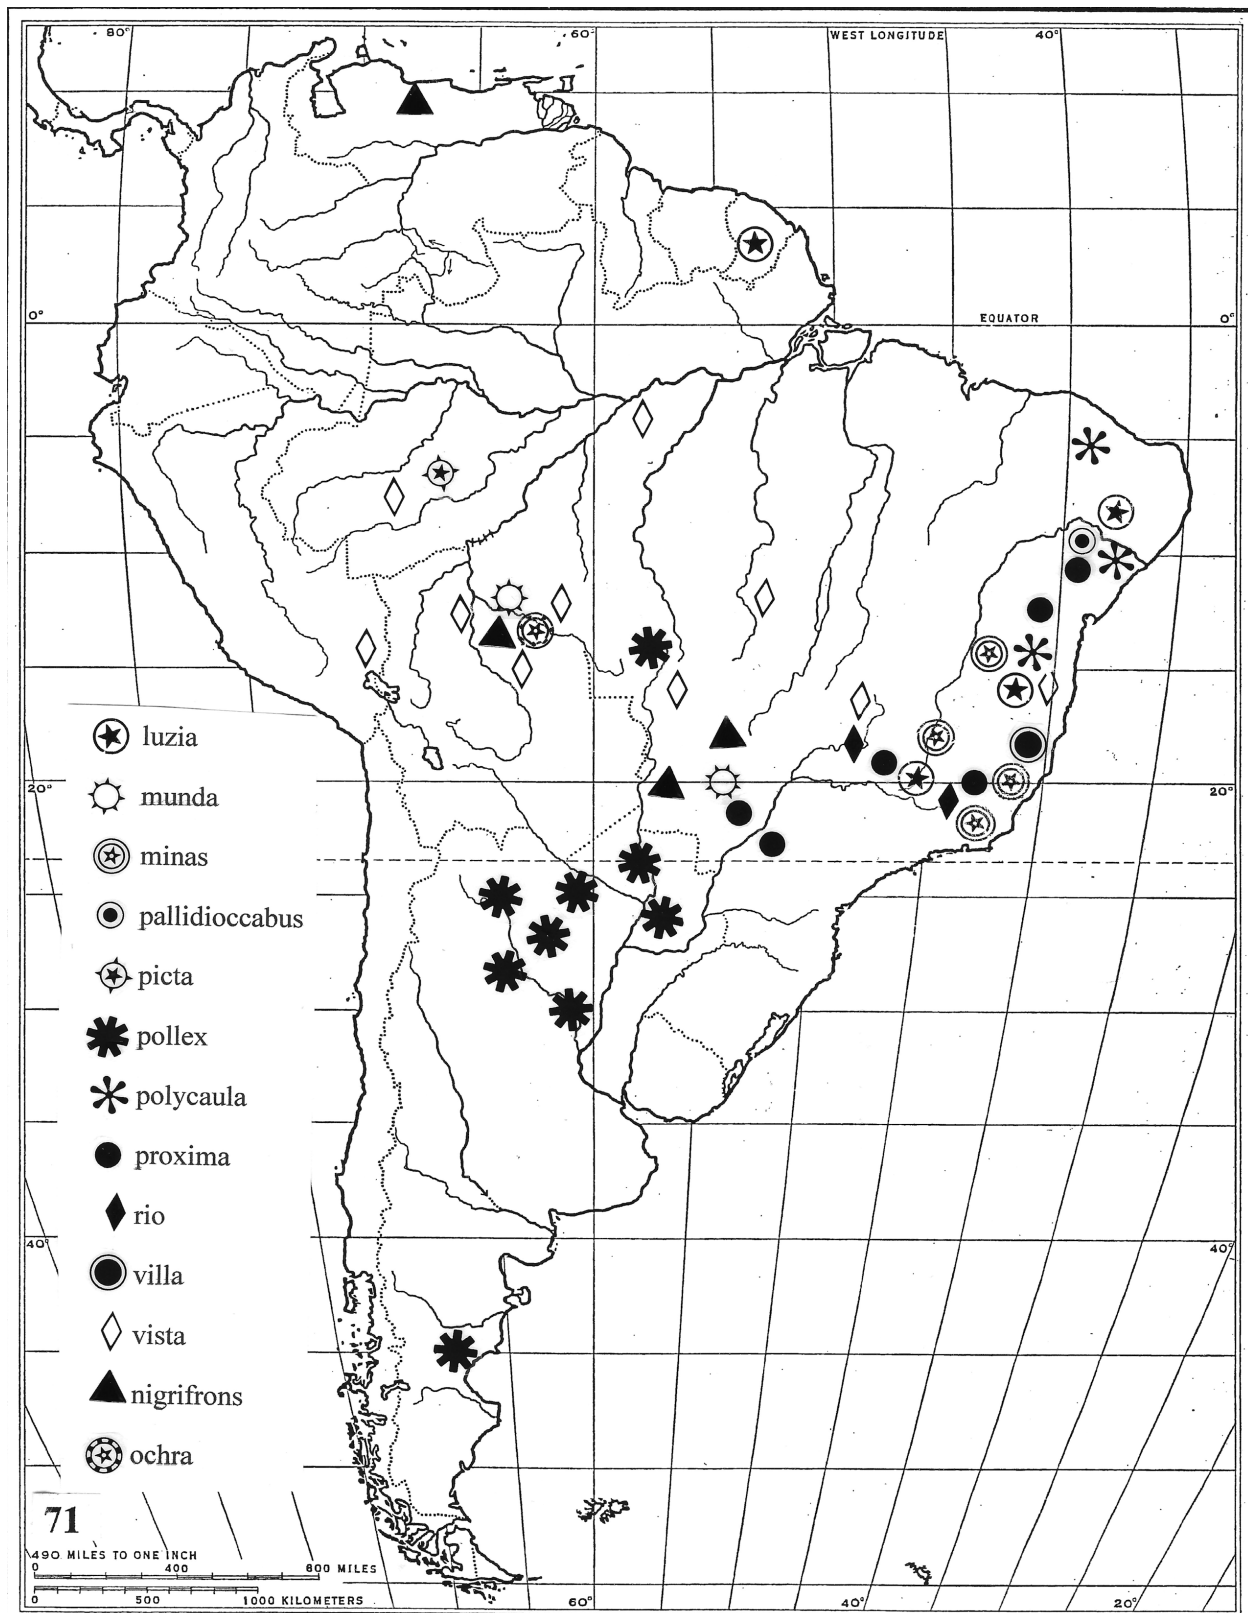 80° 60° WEST LONGITUDE 40°
0° EQUATOR 0°
luzia
munda
20° 20°
minas
pallidioccabus
picta
pollex
polycaula
proxima
rio
40° 40°
villa
vista
nigrifrons
ochra
71
490 MILES TO ONE INCH
0 400 800 MILES
0 500 1000 KILOMETERS 60° 40° 20°